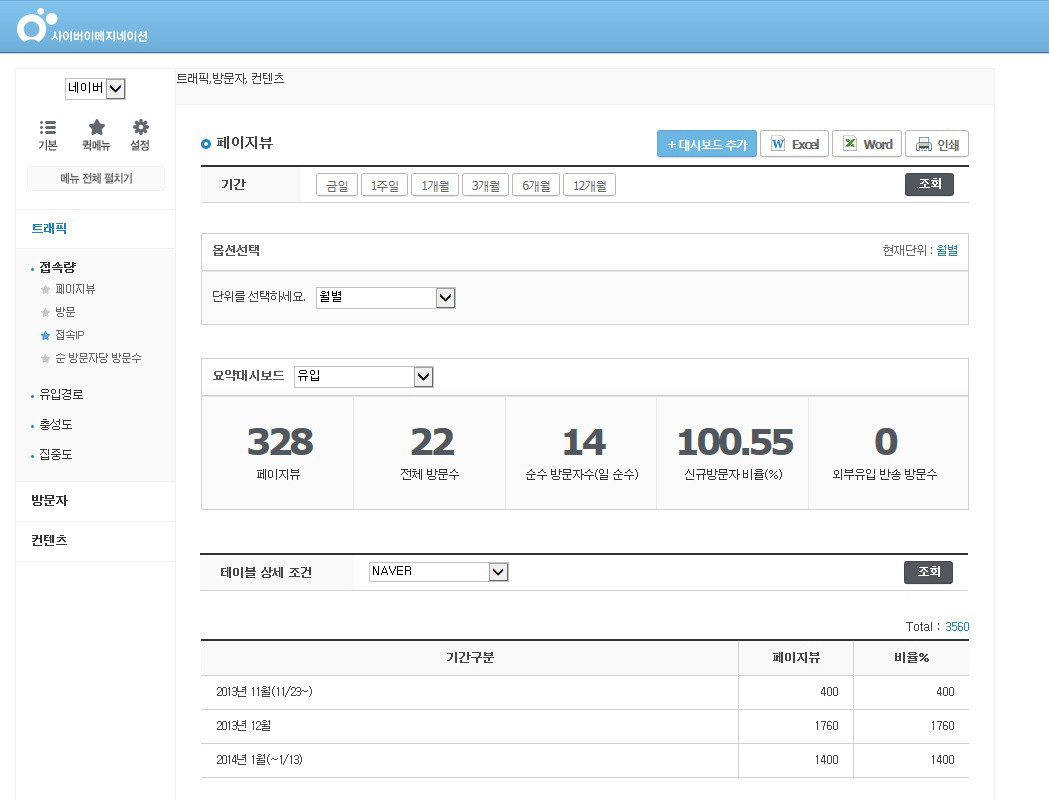 사이버이메지네이션
네이버
트래픽,방문자, 컨텐츠
기본 퀵메뉴 설정
메뉴 전체 펼치기
트래픽
접속량
페이지뷰
방문
접속IP
순 방문자당 방문수
유입경로
충성도
집중도
방문자
컨텐츠
페이지뷰
+ 대시보드 추가 Excel Word 인쇄
기간 금일 1주일 1개월 3개월 6개월 12개월 조회
옵션선택 현재단위 : 월별
단위를 선택하세요. 월별
요약대시보드 유입
328 22 14 100.55 0
페이지뷰 전체 방문수 순수 방문자수(일 순수) 신규방문자 비율(%) 외부유입 반송 방문수
테이블 상세 조건 NAVER 조회
Total : 3560
기간구분 페이지뷰 비율%
2013년 11월(11/23~) 400 400
2013년 12월 1760 1760
2014년 1월(~1/13) 1400 1400